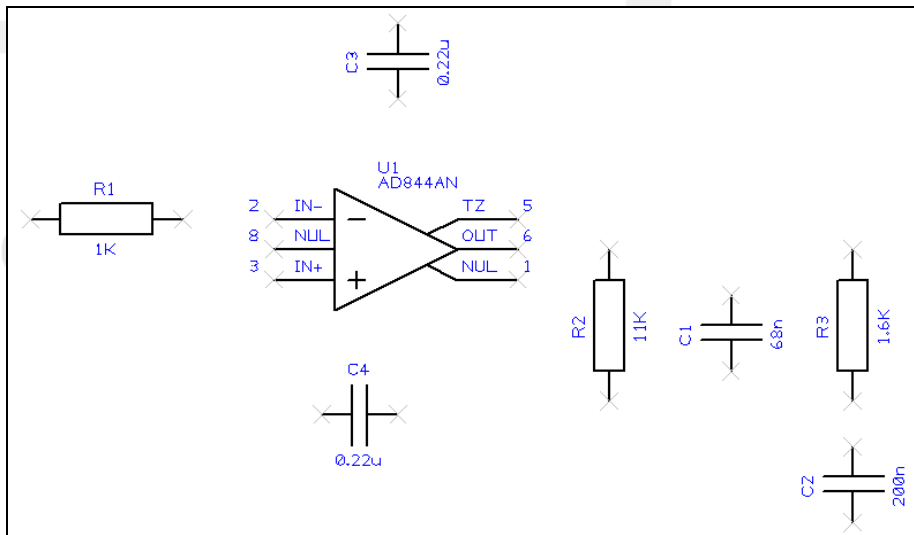 C3
0.22u
U1
AD844AN
R1
1K
2 IN- TZ 5
8 NUL OUT 6
3 IN+ NUL 1
R2
11K
C1
68n
R3
1.6K
C4
0.22u
C2
200n